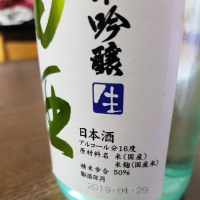 酒
吟醸
生
日本酒
アルコール分16度
原材料名 米(国産)
米麹(国産米)
精米歩合 50%
製造年月
2019.-04.-29